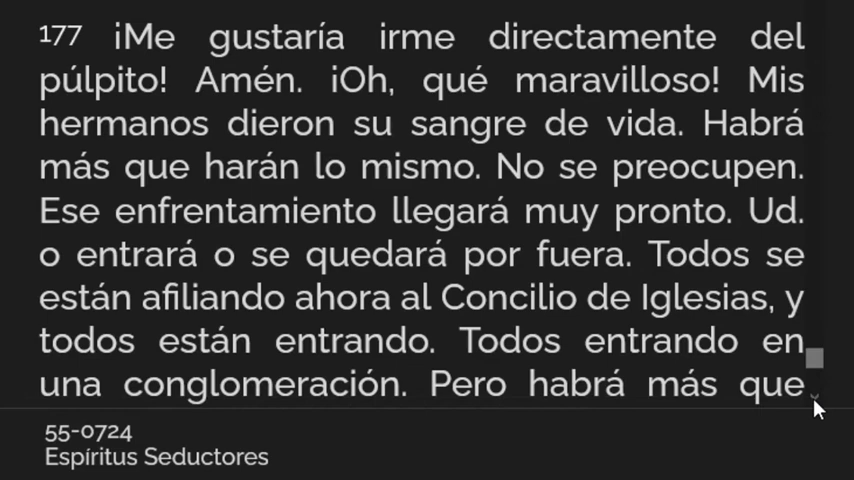 177 ¡Me gustaría irme directamente del
púlpito! Amén. ¡Oh, qué maravilloso! Mis
hermanos dieron su sangre de vida. Habrá
más que harán lo mismo. No se preocupen.
Ese enfrentamiento llegará muy pronto. Ud.
o entrará o se quedará por fuera. Todos se
están afiliando ahora al Concilio de Iglesias, y
todos están entrando. Todos entrando en
una conglomeración. Pero habrá más que
55-0724
Espíritus Seductores